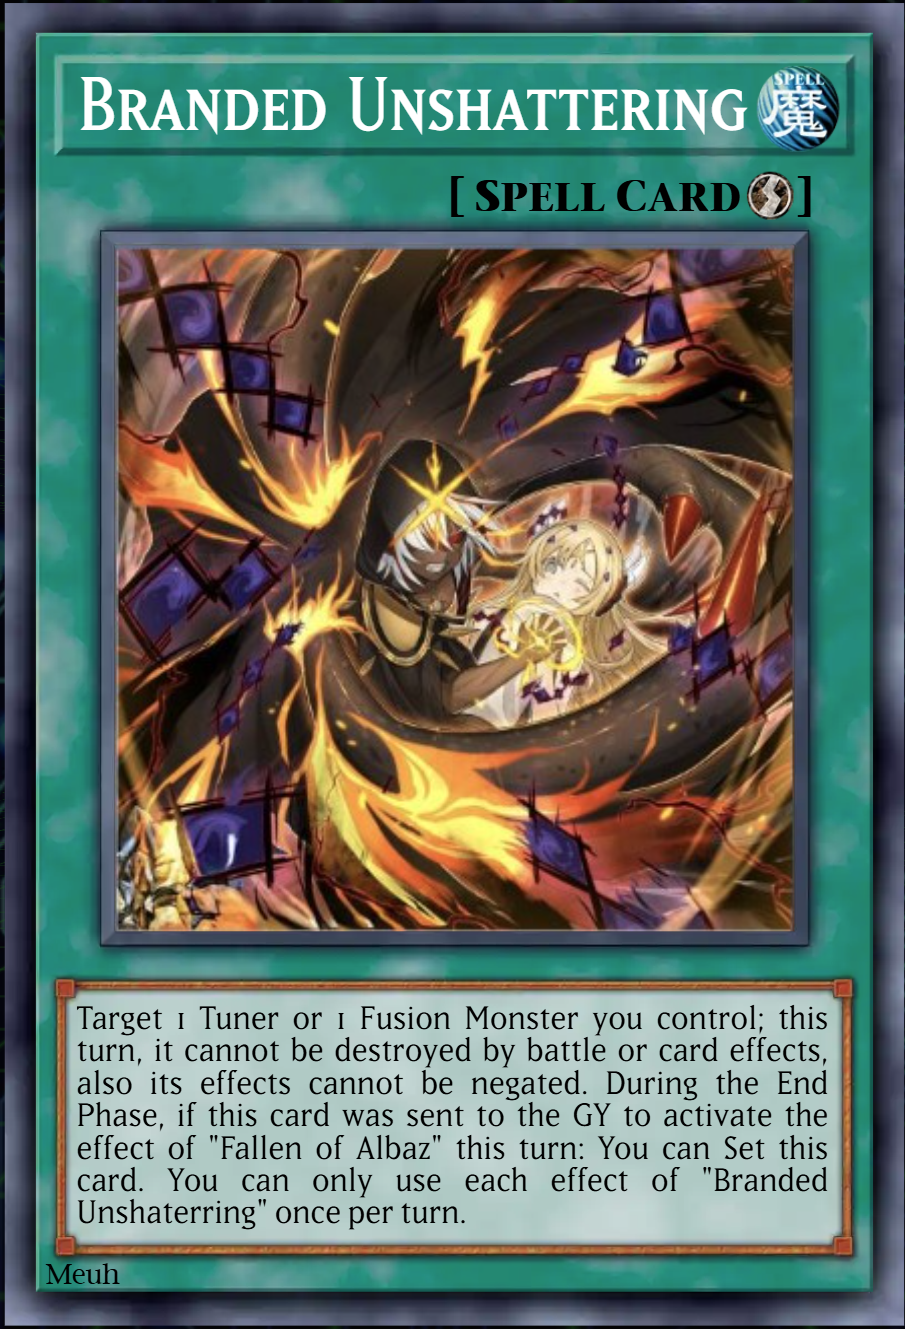 Branded Unshattering
SPELL
魔
[ Spell Card ]
Target 1 Tuner or 1 Fusion Monster you control; this
turn, it cannot be destroyed by battle or card effects,
also its effects cannot be negated. During the End
Phase, if this card was sent to the GY to activate the
effect of "Fallen of Albaz" this turn: You can Set this
card. You can only use each effect of "Branded
Unshaterring" once per turn.
Meuh